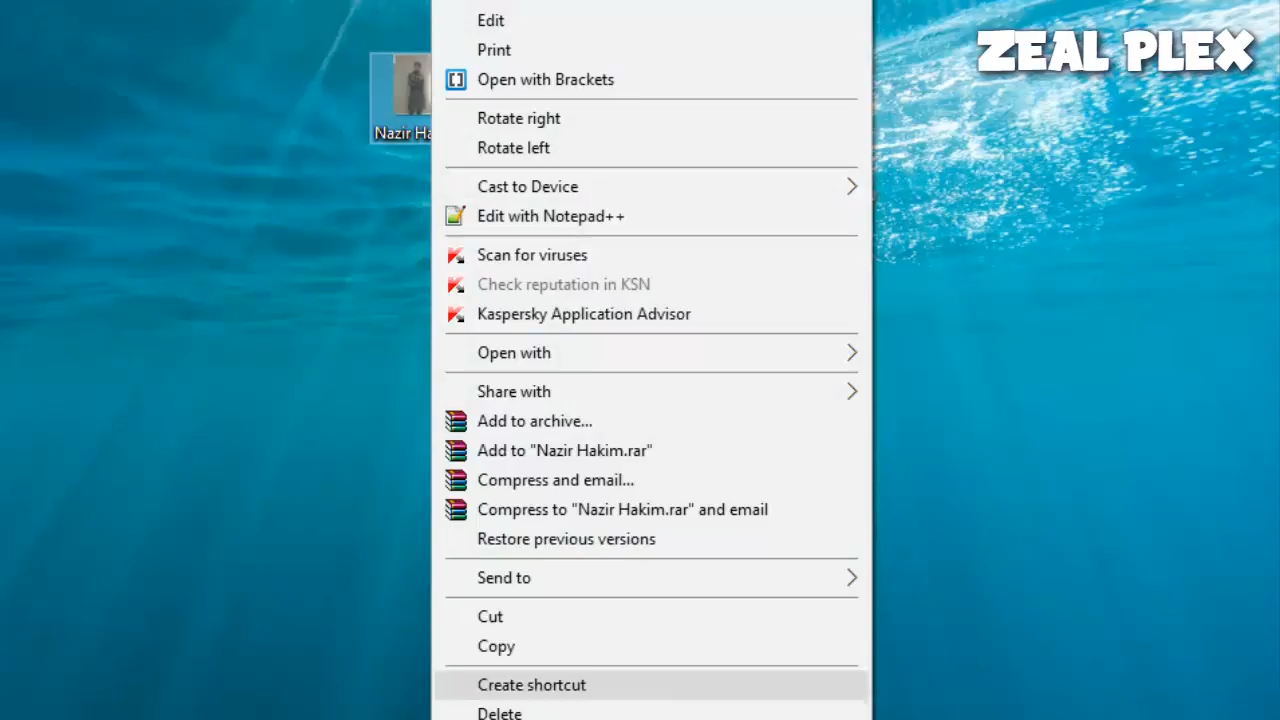 ZEAL PLEX
Nazir Ha
Edit
Print
Open with Brackets
Rotate right
Rotate left
Cast to Device
Edit with Notepad++
Scan for viruses
Check reputation in KSN
Kaspersky Application Advisor
Open with
Share with
Add to archive...
Add to "Nazir Hakim.rar"
Compress and email...
Compress to "Nazir Hakim.rar" and email
Restore previous versions
Send to
Cut
Copy
Create shortcut
Delete